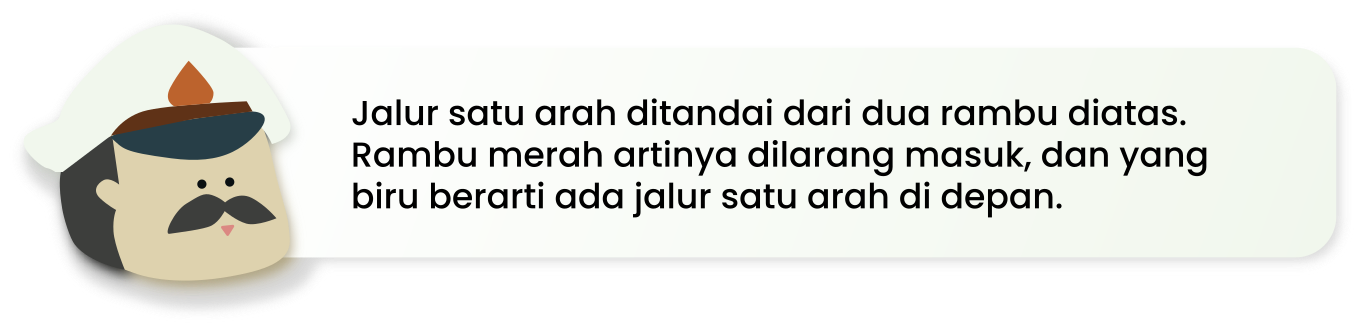 Jalur satu arah ditandai dari dua rambu diatas.
Rambu merah artinya dilarang masuk, dan yang
biru berarti ada jalur satu arah di depan.